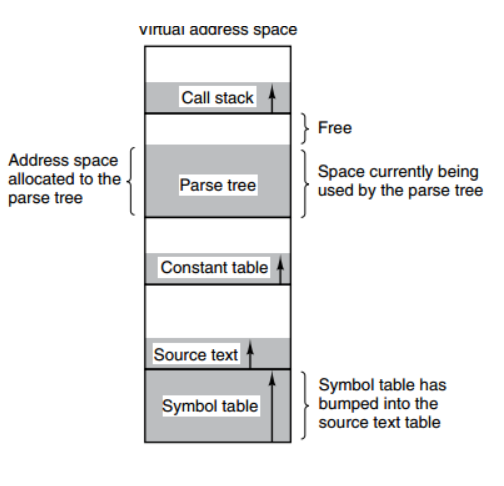 Virtual address space
Call stack
Free
Address space
allocated to the
parse tree
Parse tree
Space currently being
used by the parse tree
Constant table
Source text
Symbol table
Symbol table has
bumped into the
source text table